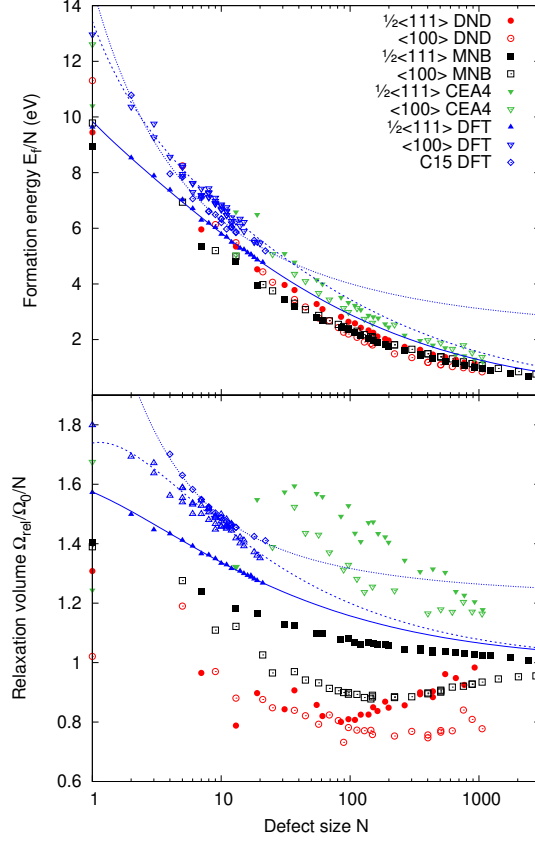 14
12
10
8
6
4
2
Formation energy E_f/N (eV)
½<111> DND
<100> DND
½<111> MNB
<100> MNB
½<111> CEA4
<100> CEA4
½<111> DFT
<100> DFT
C15 DFT
1.8
1.6
1.4
1.2
1
0.8
0.6
Relaxation volume Ω_rel/Ω_0/N
1 10 100 1000
Defect size N